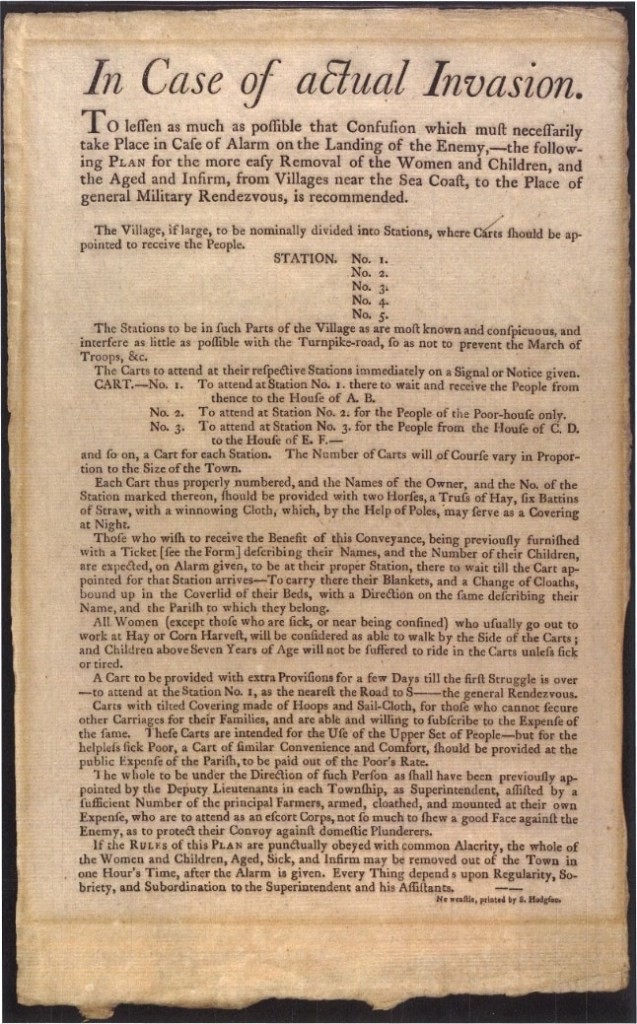 In Caſe of actual Invasion.
TO leſſen as much as poſſible that Confuſion which muſt neceſſarily
take Place in Caſe of Alarm on the Landing of the Enemy,—the follow-
ing PLAN for the more eaſy Removal of the Women and Children, and
the Aged and Infirm, from Villages near the Sea Coaſt, to the Place of
general Military Rendezvous, is recommended.
The Village, if large, to be nominally divided into Stations, where Carts ſhould be ap-
pointed to receive the People.
STATION. No. 1.
No. 2.
No. 3.
No. 4.
No. 5.
The Stations to be in ſuch Parts of the Village as are moſt known and conſpicuous, and
interfere as little as poſſible with the Turnpike-road, ſo as not to prevent the March of
Troops, &c.
The Carts to attend at their reſpective Stations immediately on a Signal or Notice given.
CART.—No. 1. To attend at Station No. 1. there to wait and receive the People from
thence to the Houſe of A. B.
No. 2. To attend at Station No. 2. for the People of the Poor-houſe only.
No. 3. To attend at Station No. 3. for the People from the Houſe of C. D.
to the Houſe of E. F.—
and ſo on, a Cart for each Station. The Number of Carts will of Courſe vary in Propor-
tion to the Size of the Town.
Each Cart thus properly numbered, and the Names of the Owner, and the No. of the
Station marked thereon, ſhould be provided with two Horſes, a Truſs of Hay, ſix Battins
of Straw, with a winnowing Cloth, which, by the Help of Poles, may ſerve as a Covering
at Night.
Thoſe who wiſh to receive the Benefit of this Conveyance, being previouſly furniſhed
with a Ticket [ſee the Form] deſcribing their Names, and the Number of their Children,
are expected, on Alarm given, to be at their proper Station, there to wait till the Cart ap-
pointed for that Station arrives—To carry there their Blankets, and a Change of Cloaths,
bound up in the Coverlid of their Beds, with a Direction on the ſame deſcribing their
Name, and the Pariſh to which they belong.
All Women (except thoſe who are ſick, or near being confined) who uſually go out to
work at Hay or Corn Harveſt, will be conſidered as able to walk by the Side of the Carts;
and Children above Seven Years of Age will not be ſuffered to ride in the Carts unleſs ſick
or tired.
A Cart to be provided with extra Proviſions for a few Days till the firſt Struggle is over
—to attend at the Station No. 1, as the neareſt the Road to S——the general Rendezvous.
Carts with tilted Covering made of Hoops and Sail-Cloth, for thoſe who cannot ſecure
other Carriages for their Families, and are able and willing to ſubſcribe to the Expenſe of
the ſame. Theſe Carts are intended for the Uſe of the Upper Set of People—but for the
helpleſs ſick Poor, a Cart of ſimilar Convenience and Comfort, ſhould be provided at the
public Expenſe of the Pariſh, to be paid out of the Poor's Rate.
The whole to be under the Direction of ſuch Perſon as ſhall have been previouſly ap-
pointed by the Deputy Lieutenants in each Townſhip, as Superintendent, aſſiſted by a
ſufficient Number of the principal Farmers, armed, cloathed, and mounted at their own
Expenſe, who are to attend as an eſcort Corps, not ſo much to ſhew a good Face againſt the
Enemy, as to protect their Convoy againſt domeſtic Plunderers.
If the RULES of this PLAN are punctually obeyed with common Alacrity, the whole of
the Women and Children, Aged, Sick, and Infirm may be removed out of the Town in
one Hour's Time, after the Alarm is given. Every Thing depends upon Regularity, So-
briety, and Subordination to the Superintendent and his Aſſiſtants. ——
Newcaſtle, printed by S. Hodgſon.